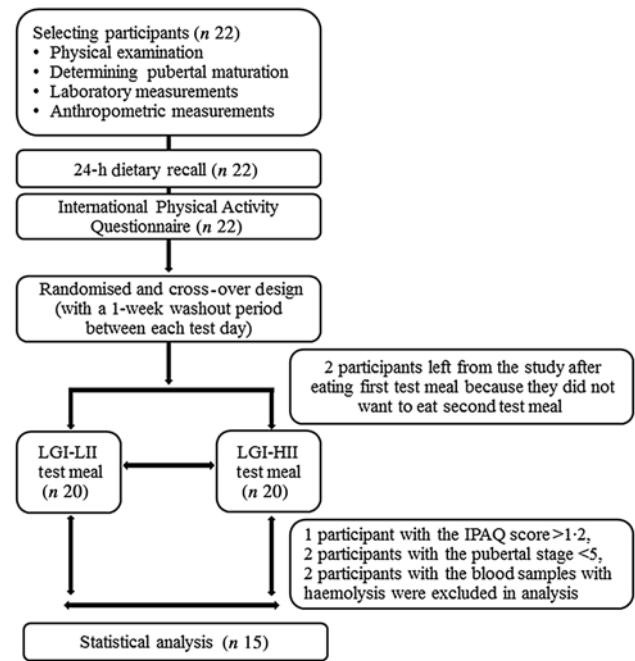 Selecting participants (n 22)
• Physical examination
• Determining pubertal maturation
• Laboratory measurements
• Anthropometric measurements
24-h dietary recall (n 22)
International Physical Activity
Questionnaire (n 22)
Randomised and cross-over design
(with a 1-week washout period
between each test day)
2 participants left from the study after
eating first test meal because they did not
want to eat second test meal
LGI-LII
test meal
(n 20)
LGI-HII
test meal
(n 20)
1 participant with the IPAQ score >1·2,
2 participants with the pubertal stage <5,
2 participants with the blood samples with
haemolysis were excluded in analysis
Statistical analysis (n 15)